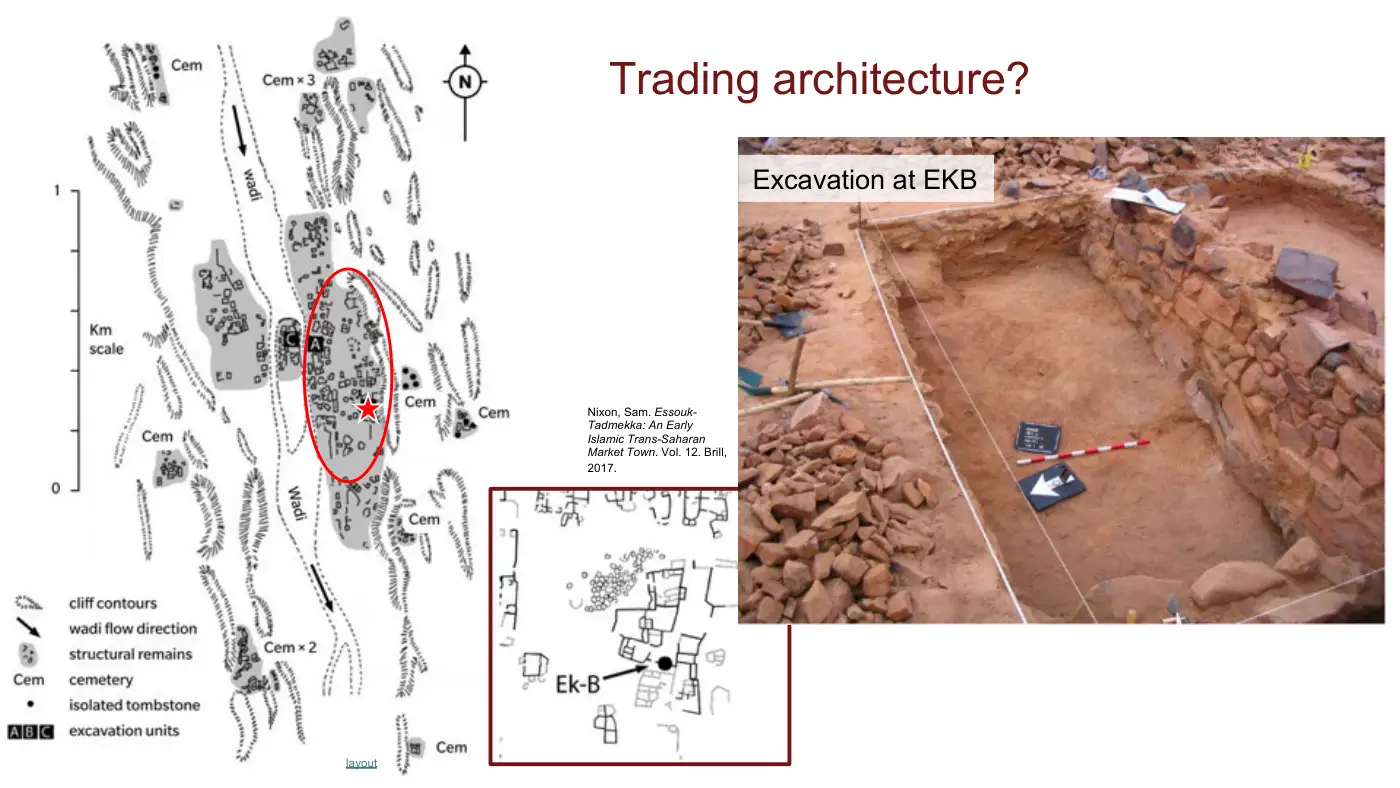 Trading architecture?
Cem
Cem × 3
N
wadi
1
Km
scale
0
C
A
Cem
Cem
Cem
Wadi
Cem
Cem × 2
Cem
cliff contours
wadi flow direction
structural remains
Cem cemetery
isolated tombstone
A B C excavation units
layout
Nixon, Sam. Essouk-
Tadmekka: An Early
Islamic Trans-Saharan
Market Town. Vol. 12. Brill,
2017.
Ek-B
Excavation at EKB